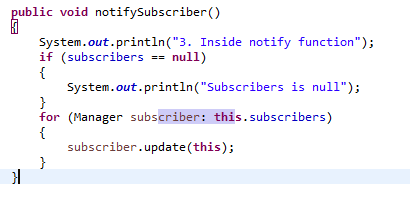 public void notifySubscriber()
{
System.out.println("3. Inside notify function");
if (subscribers == null)
{
System.out.println("Subscribers is null");
}
for (Manager subscriber: this.subscribers)
{
subscriber.update(this);
}
}